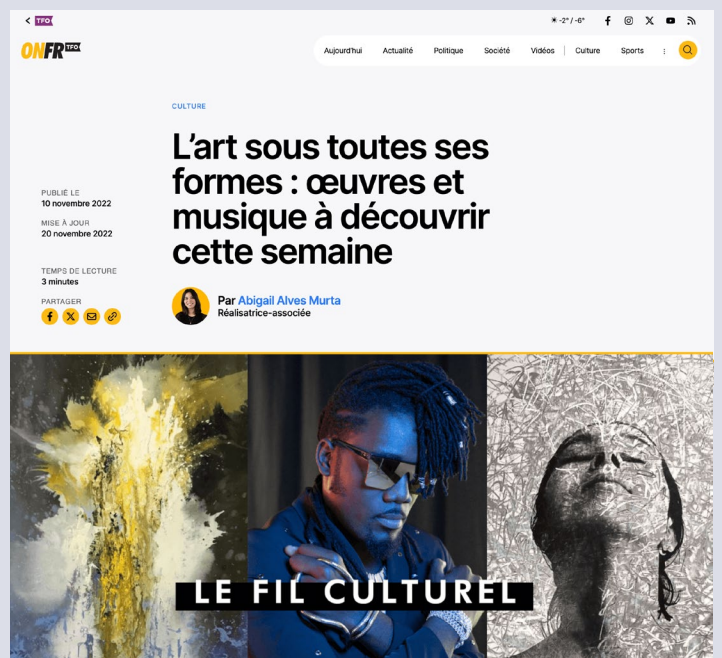 TFO
-2° / -6°
ONFR TFO
Aujourd'hui Actualité Politique Société Vidéos Culture Sports
CULTURE
L'art sous toutes ses
formes : œuvres et
musique à découvrir
cette semaine
PUBLIÉ LE
10 novembre 2022
MISE À JOUR
20 novembre 2022
TEMPS DE LECTURE
3 minutes
PARTAGER
Par Abigail Alves Murta
Réalisatrice-associée
LE FIL CULTUREL